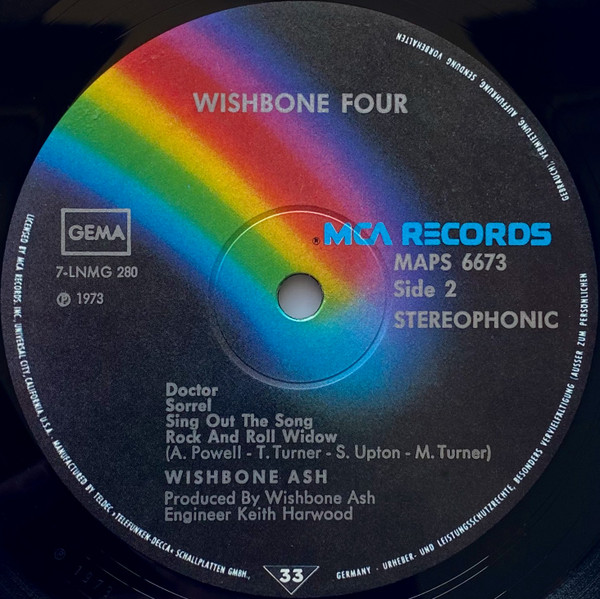 WISHBONE FOUR
GEMA
7-LNMG 280
℗ 1973
® MCA RECORDS
MAPS 6673
Side 2
STEREOPHONIC
Doctor
Sorrel
Sing Out The Song
Rock And Roll Widow
(A. Powell - T. Turner - S. Upton - M. Turner)
WISHBONE ASH
Produced By Wishbone Ash
Engineer Keith Harwood
33
LICENSED BY MCA RECORDS, INC. UNIVERSAL CITY, CALIFORNIA, U.S.A. MANUFACTURED BY TELDEC »TELEFUNKEN-DECCA« SCHALLPLATTEN GMBH.,
GERMANY - URHEBER- UND LEISTUNGSSCHUTZRECHTE, BESONDERS VERVIELFÄLTIGUNG (AUSSER ZUM PERSÖNLICHEN
GEBRAUCH), VERMIETUNG, AUFFÜHRUNG, SENDUNG VORBEHALTEN
℗ 1973